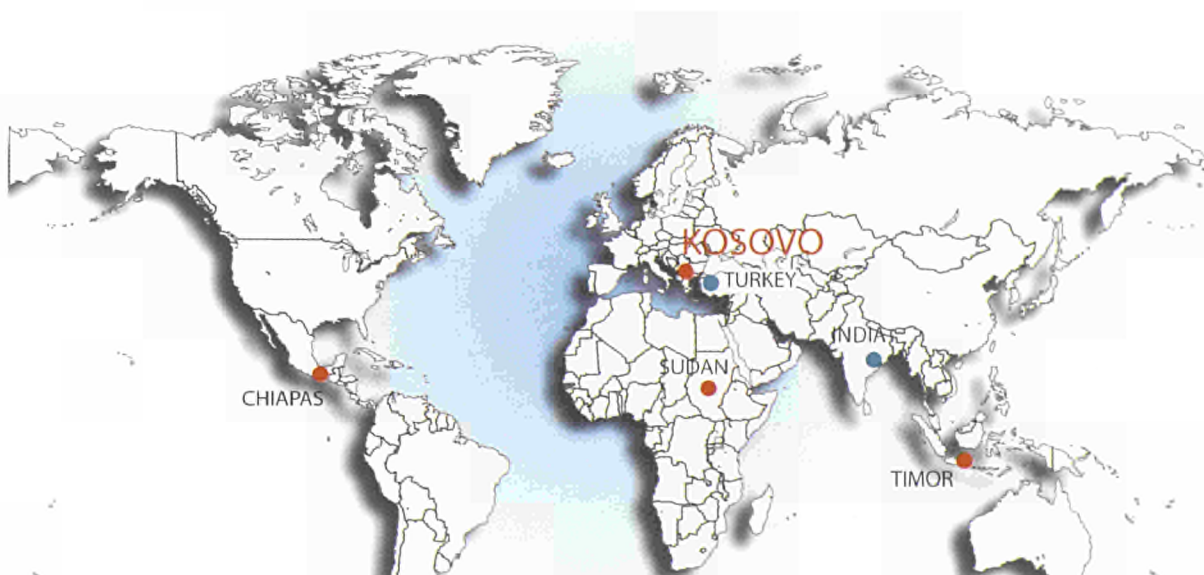 KOSOVO
TURKEY
INDIA
SUDAN
CHIAPAS
TIMOR